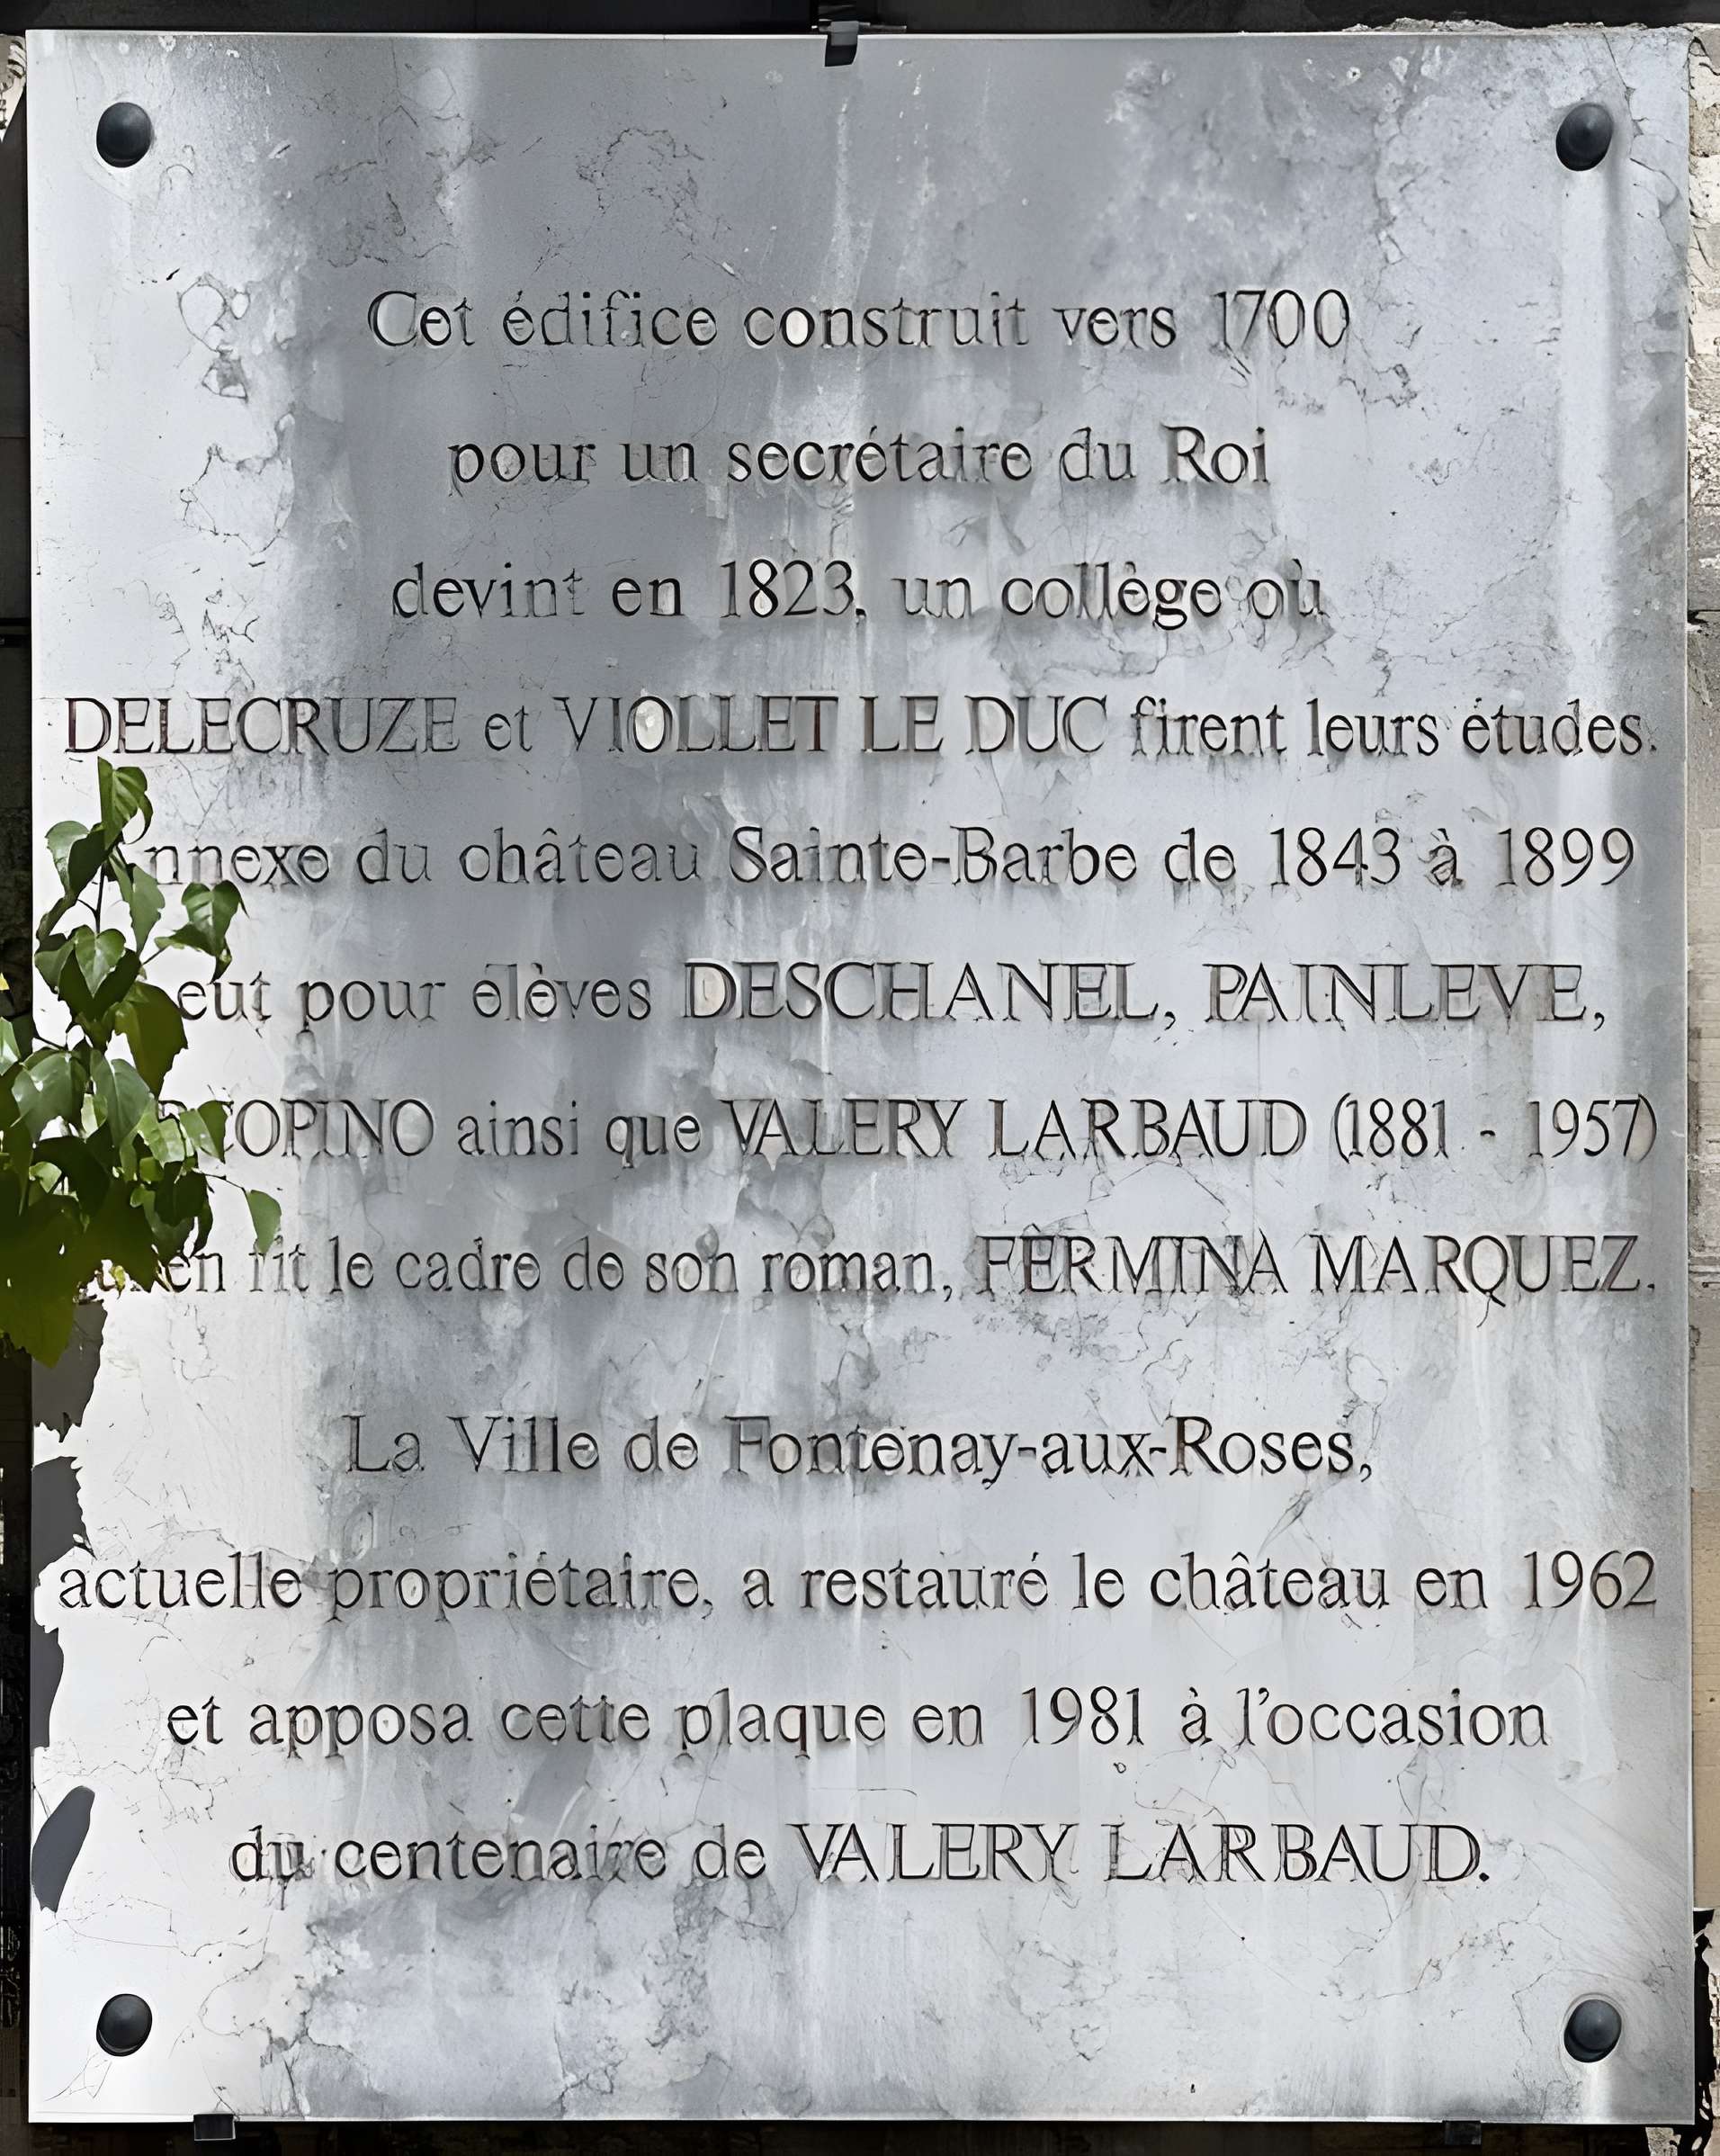 Cet édifice construit vers 1700
pour un secrétaire du Roi
devint en 1823, un collège où
DELECRUZE et VIOLLET LE DUC firent leurs études.
nnexe du château Sainte-Barbe de 1843 à 1899
eut pour élèves DESCHANEL, PAINLEVE,
COPINO ainsi que VALERY LARBAUD (1881 - 1957)
en fit le cadre de son roman, FERMINA MARQUEZ.
La Ville de Fontenay-aux-Roses,
actuelle propriétaire, a restauré le château en 1962
et apposa cette plaque en 1981 à l'occasion
du centenaire de VALERY LARBAUD.